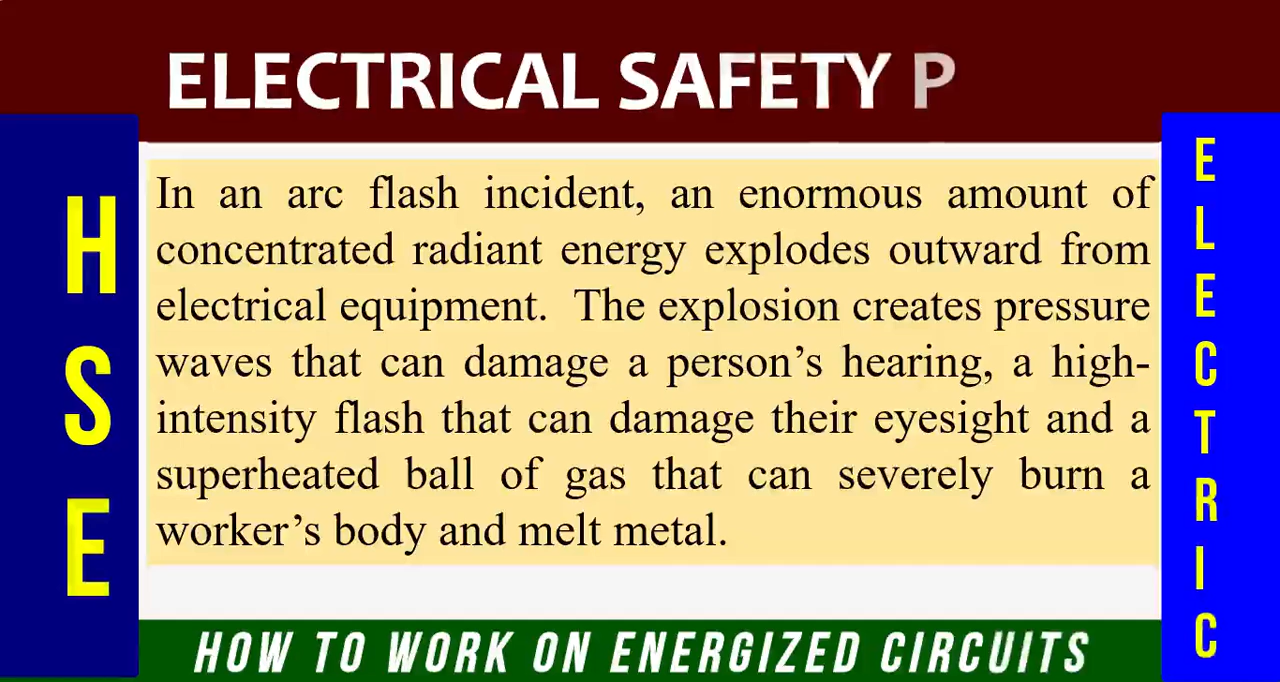 ELECTRICAL SAFETY P
H
S
E
In an arc flash incident, an enormous amount of
concentrated radiant energy explodes outward from
electrical equipment.  The explosion creates pressure
waves that can damage a person’s hearing, a high-
intensity flash that can damage their eyesight and a
superheated ball of gas that can severely burn a
worker’s body and melt metal.
E
L
E
C
T
R
I
C
HOW TO WORK ON ENERGIZED CIRCUITS